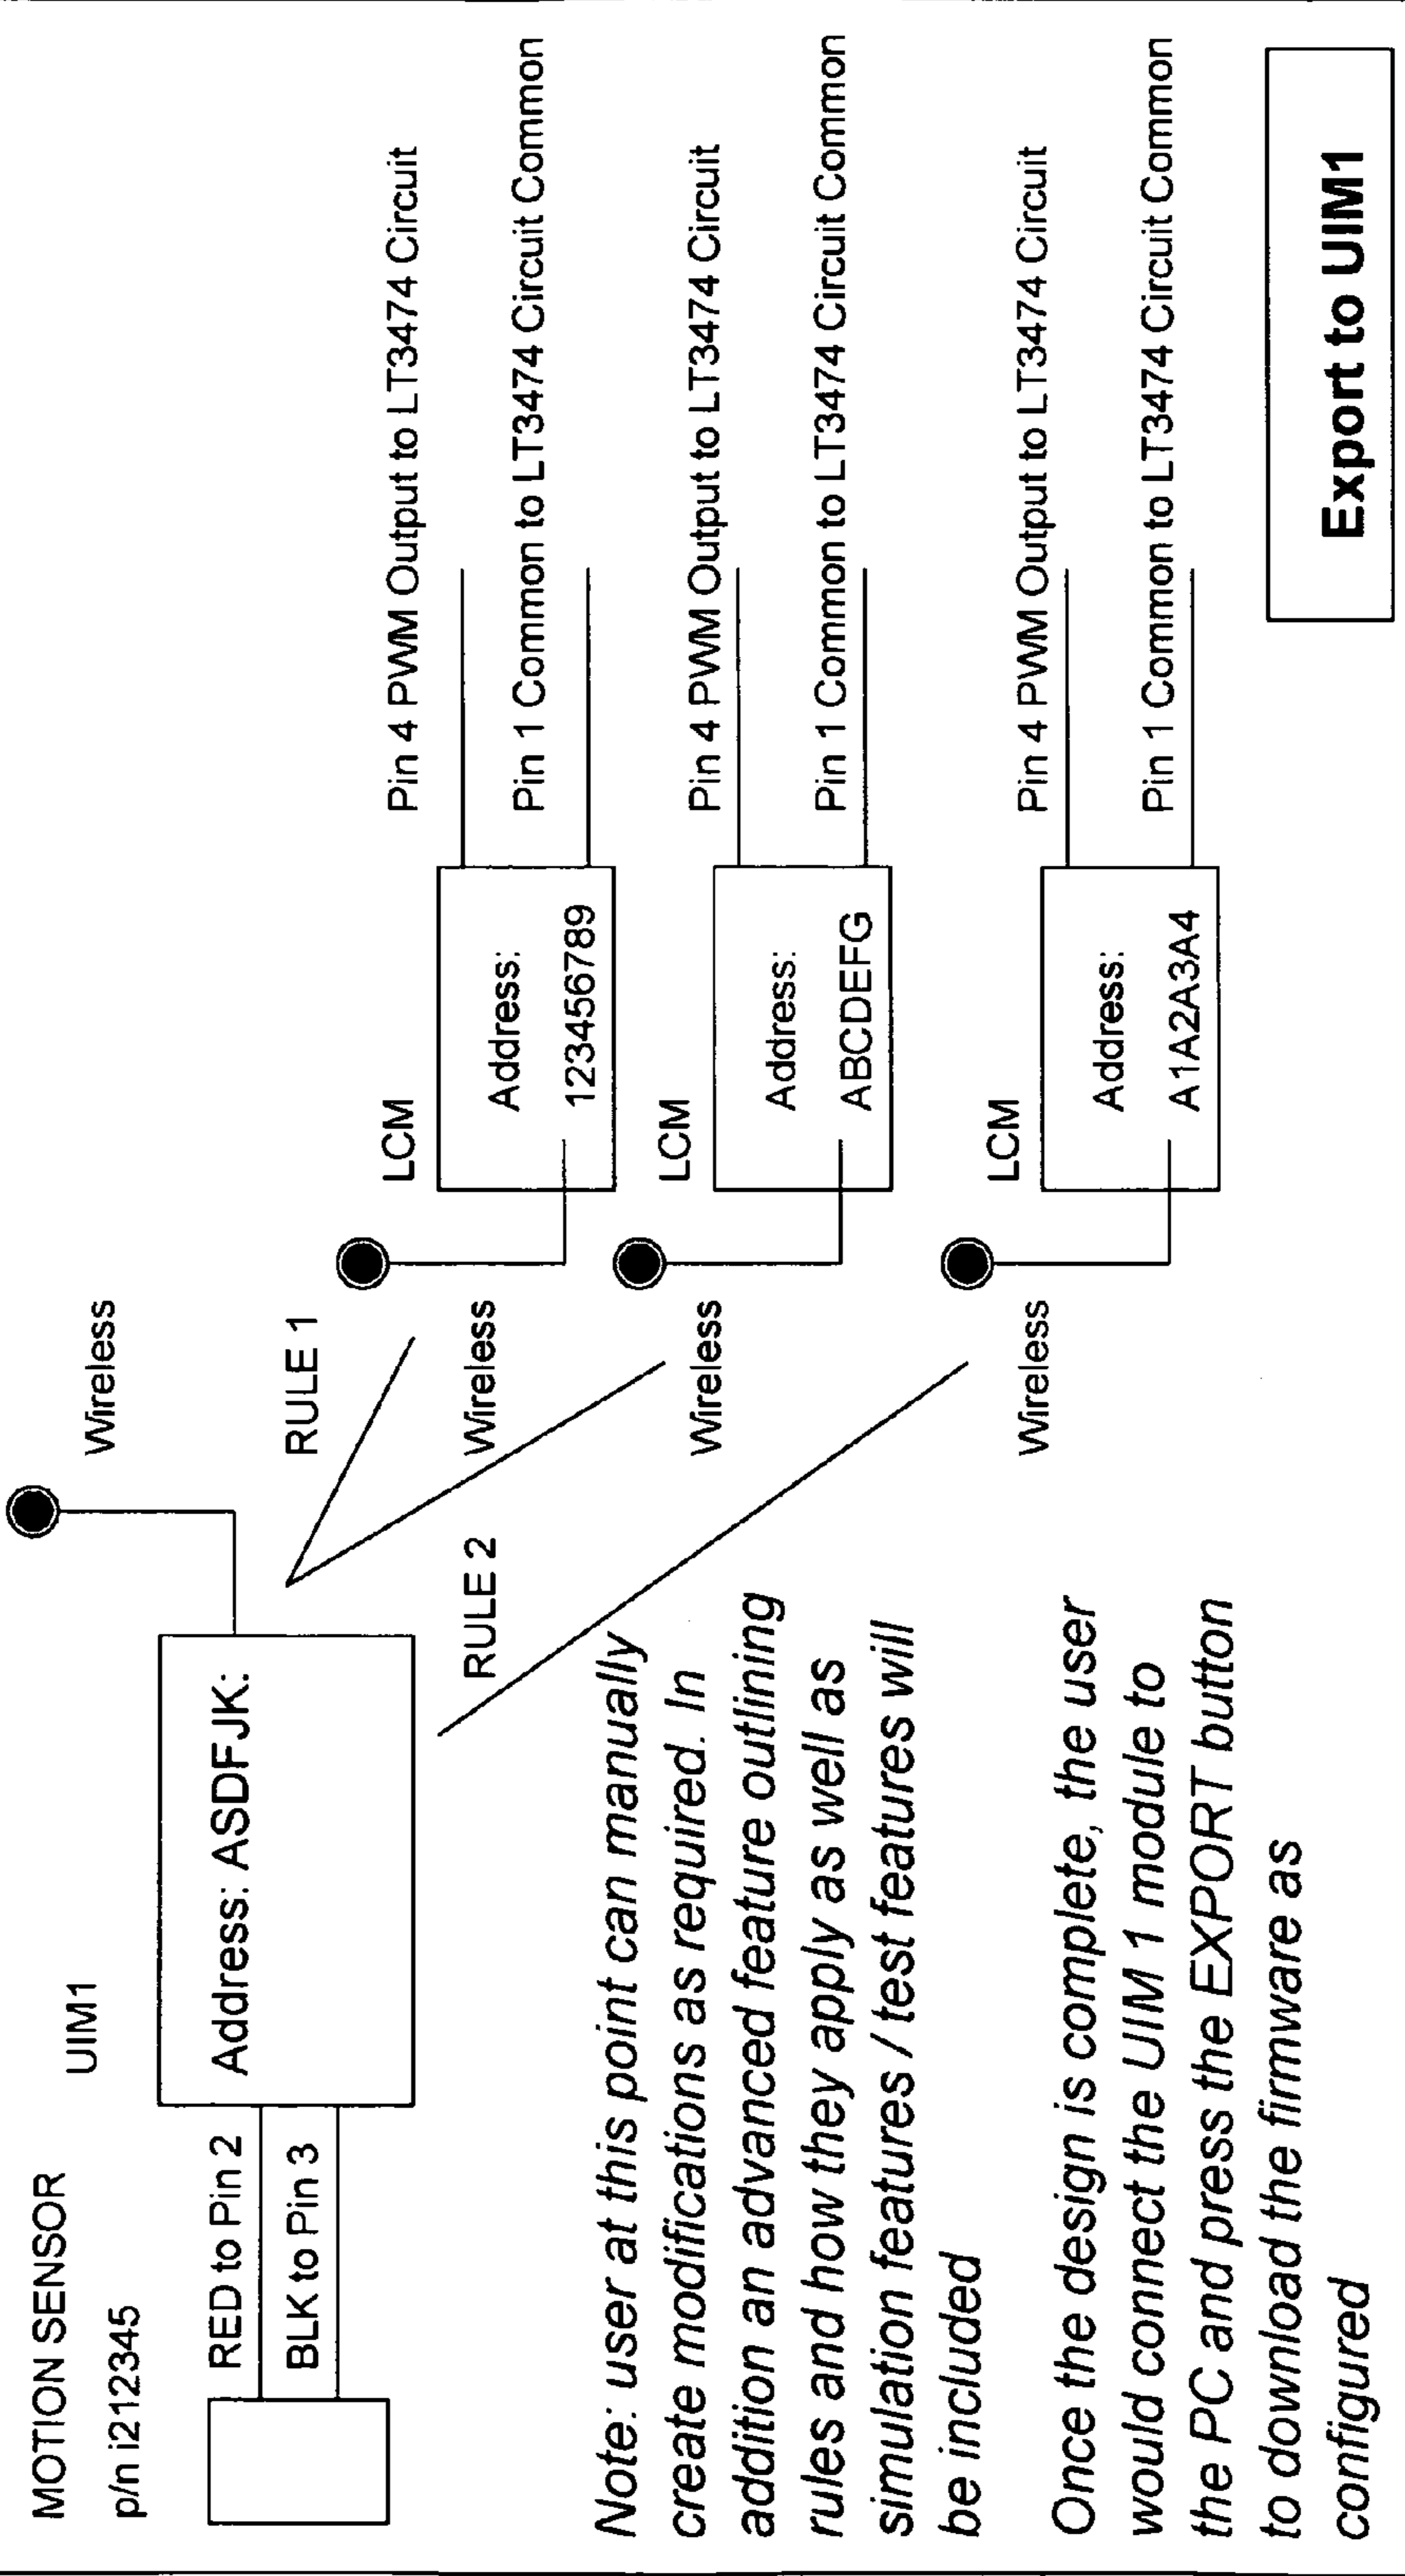 MOTION SENSOR
p/n i212345
UIM1
RED to Pin 2
BLK to Pin 3
Address: ASDFJK:
Wireless
RULE 1
RULE 2
LCM
Wireless
Address:
123456789
Pin 4 PWM Output to LT3474 Circuit
Pin 1 Common to LT3474 Circuit Common
LCM
Wireless
Address:
ABCDEFG
Pin 4 PWM Output to LT3474 Circuit
Pin 1 Common to LT3474 Circuit Common
LCM
Wireless
Address:
A1A2A3A4
Pin 4 PWM Output to LT3474 Circuit
Pin 1 Common to LT3474 Circuit Common
Note: user at this point can manually
create modifications as required. In
addition an advanced feature outlining
rules and how they apply as well as
simulation features / test features will
be included
Once the design is complete, the user
would connect the UIM 1 module to
the PC and press the EXPORT button
to download the firmware as
configured
Export to UIM1